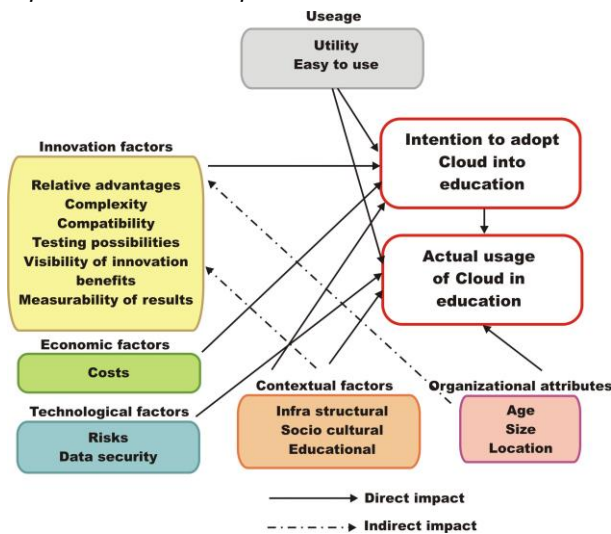 Useage
Utility
Easy to use
Innovation factors
Relative advantages
Complexity
Compatibility
Testing possibilities
Visibility of innovation
benefits
Measurability of results
Intention to adopt
Cloud into
education
Actual usage
of Cloud in
education
Economic factors
Costs
Technological factors
Risks
Data security
Contextual factors
Infra structural
Socio cultural
Educational
Organizational attributes
Age
Size
Location
Direct impact
Indirect impact